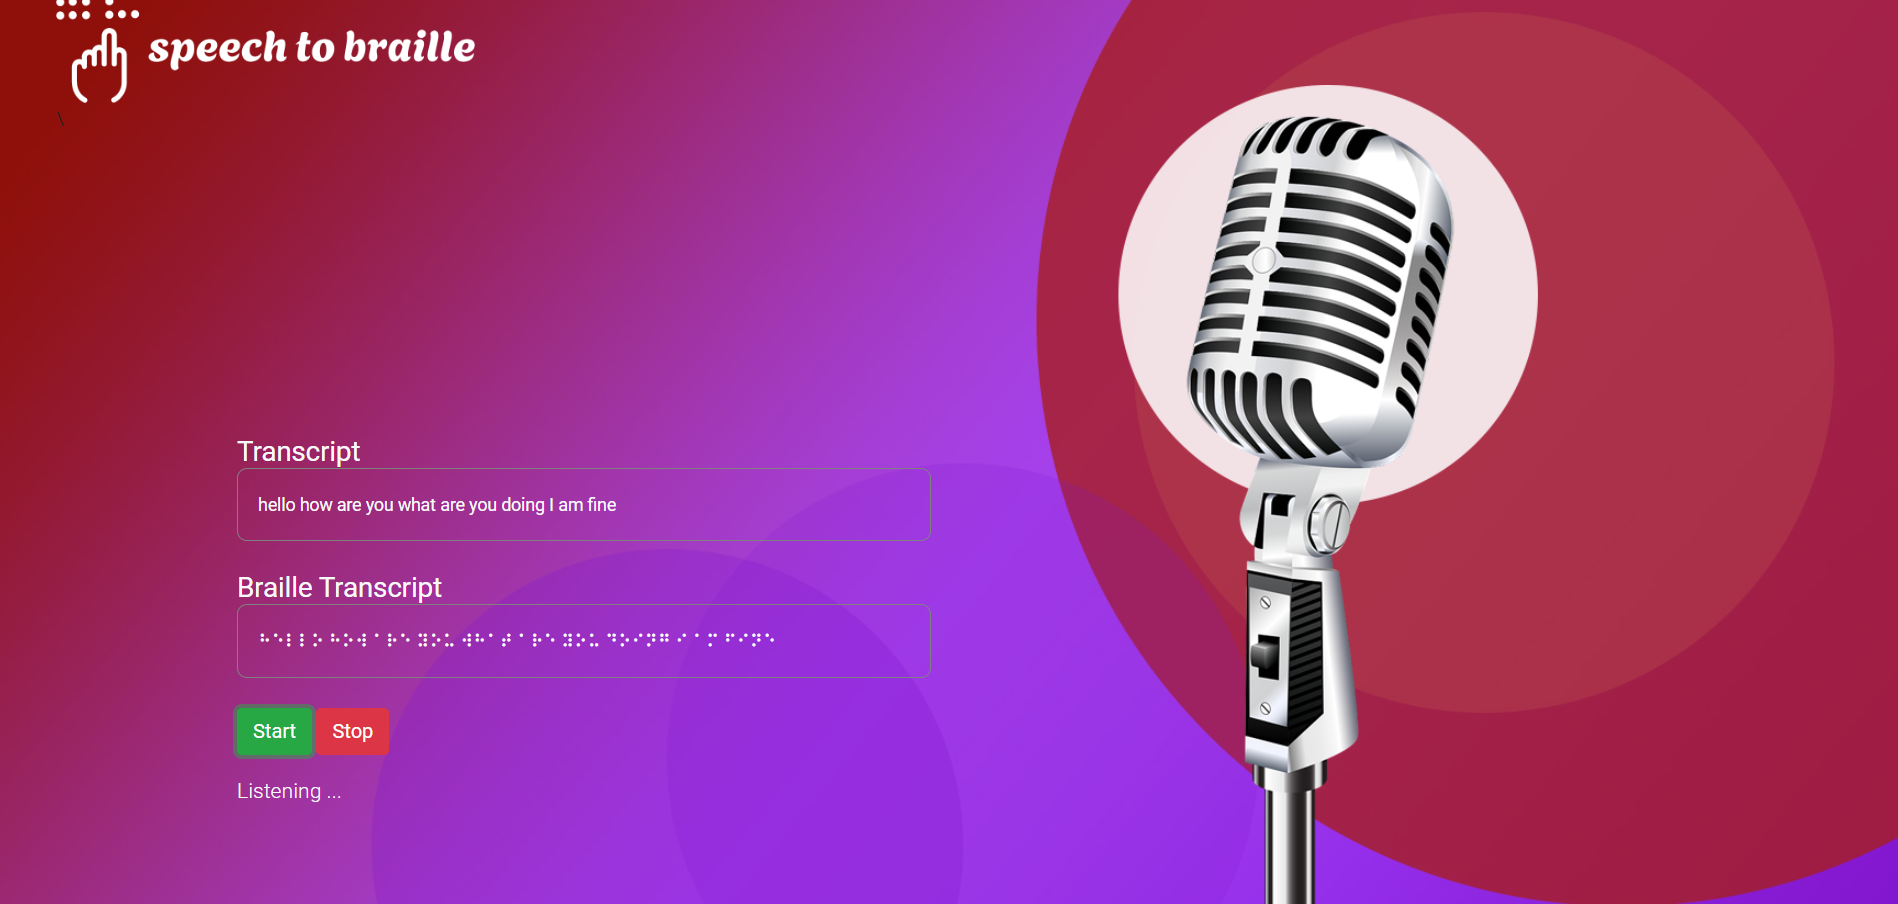 speech to braille
\
Transcript
hello how are you what are you doing I am fine
Braille Transcript
⠓⠑⠇⠇⠕ ⠓⠕⠺ ⠁⠗⠑ ⠽⠕⠥ ⠺⠓⠁⠞ ⠁⠗⠑ ⠽⠕⠥ ⠙⠕⠊⠝⠛ ⠊ ⠁⠍ ⠋⠊⠝⠑
Start Stop
Listening ...